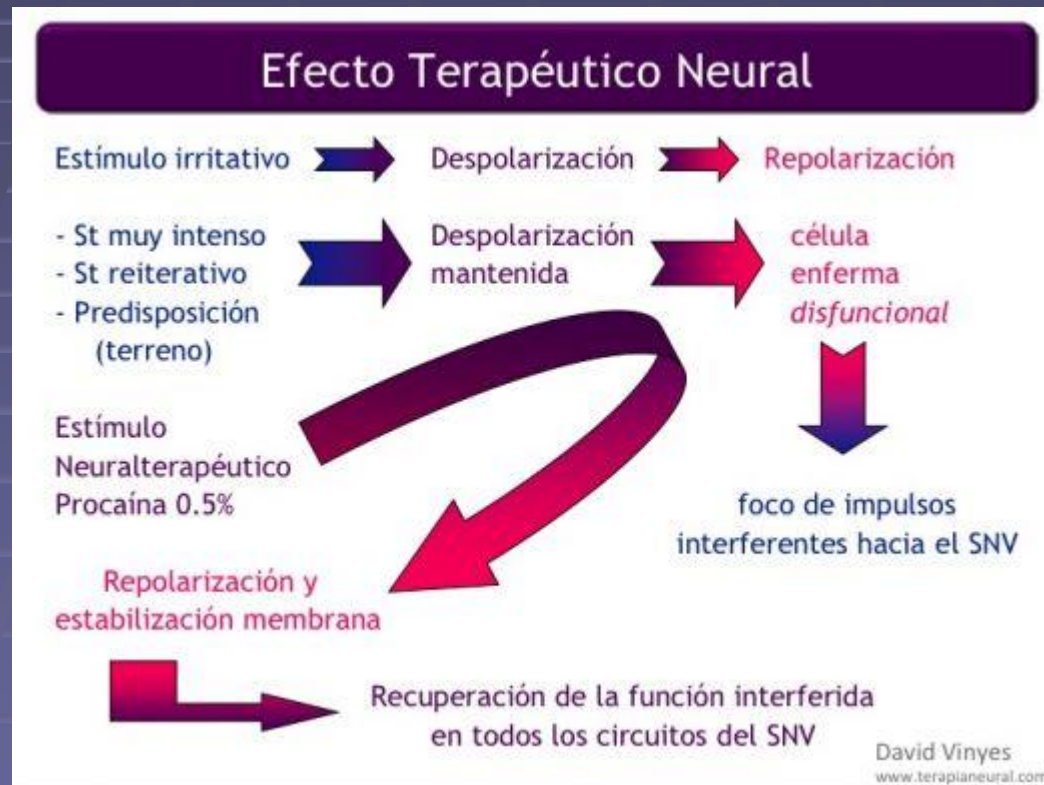 Efecto Terapéutico Neural
Estímulo irritativo
Despolarización
Repolarización
- St muy intenso
- St reiterativo
- Predisposición
(terreno)
Despolarización
mantenida
célula
enferma
disfuncional
Estímulo
Neuralterapéutico
Procaína 0.5%
foco de impulsos
interferentes hacia el SNV
Repolarización y
estabilización membrana
Recuperación de la función interferida
en todos los circuitos del SNV
David Vinyes
www.terapianeural.com